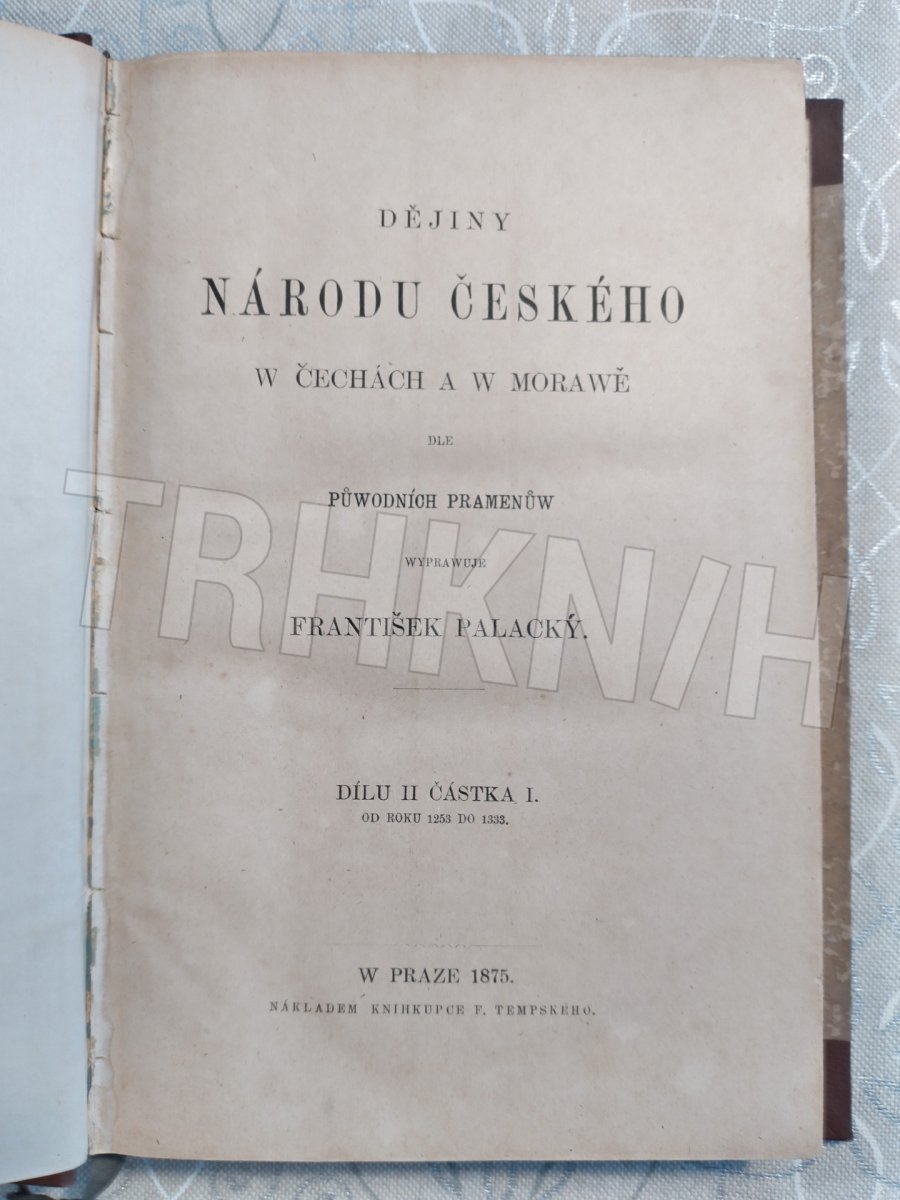 DĚJINY
NÁRODU ČESKÉHO
W ČECHÁCH A W MORAWĚ
DLE
PŮWODNÍCH PRAMENŮW
WYPRAWUJE
FRANTIŠEK PALACKÝ.
DÍLU II ČÁSTKA I.
OD ROKU 1253 DO 1333.
W PRAZE 1875.
NÁKLADEM KNIHKUPCE F. TEMPSKÉHO.
TRHKN/H